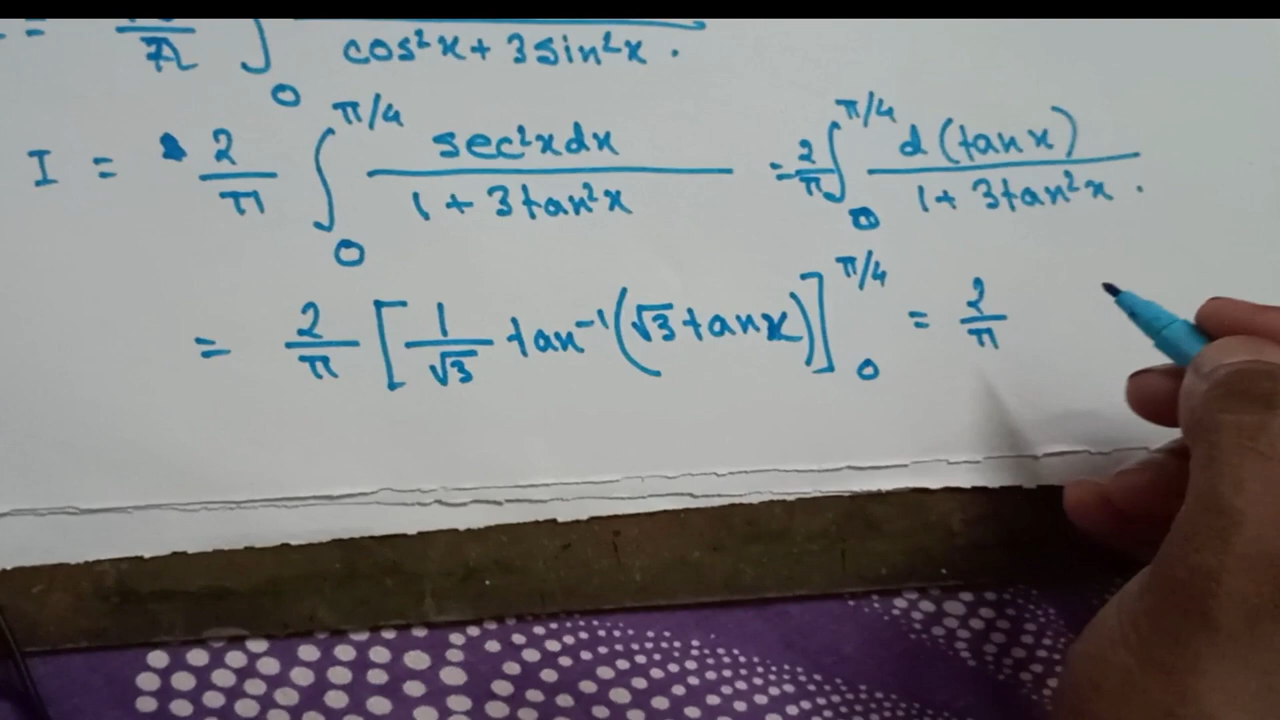 π ∫₀ cos²x + 3sin²x .
I = 2/π ∫₀^π/4 sec²x dx / 1 + 3tan²x = 2/π ∫₀^π/4 d(tan x) / 1 + 3tan²x .
= 2/π [ 1/√3 tan⁻¹(√3 tan x) ]₀^π/4 = 2/π